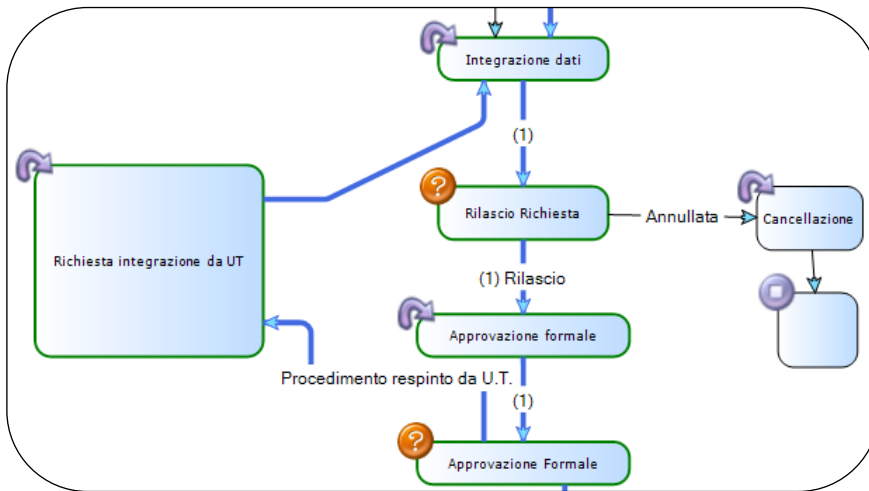 Integrazione dati
(1)
Rilascio Richiesta
Annullata
Cancellazione
Richiesta integrazione da UT
(1) Rilascio
Approvazione formale
Procedimento respinto da U.T.
(1)
Approvazione Formale